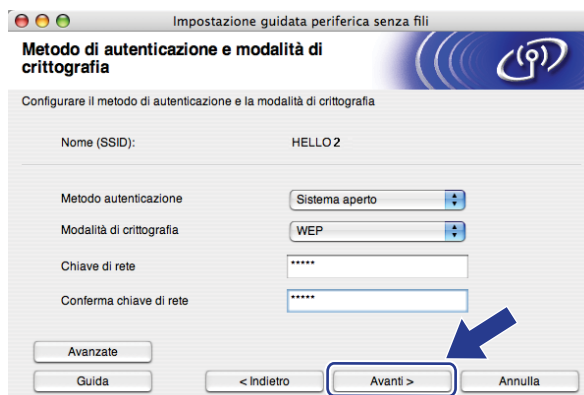 Impostazione guidata periferica senza fili
Metodo di autenticazione e modalità di
crittografia
Configurare il metodo di autenticazione e la modalità di crittografia
Nome (SSID): HELLO 2
Metodo autenticazione Sistema aperto
Modalità di crittografia WEP
Chiave di rete *****
Conferma chiave di rete *****
Avanzate
Guida < Indietro Avanti > Annulla